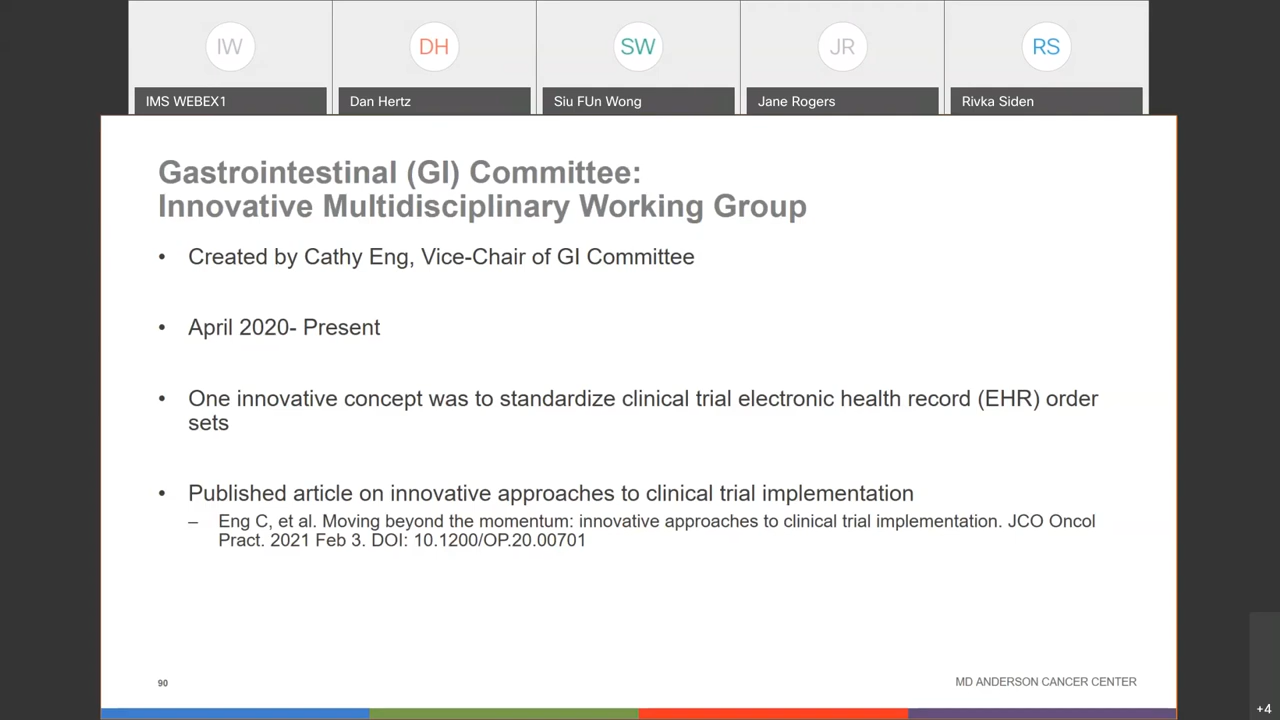 IW
DH
SW
JR
RS
IMS WEBEX1
Dan Hertz
Siu FUn Wong
Jane Rogers
Rivka Siden
Gastrointestinal (GI) Committee:
Innovative Multidisciplinary Working Group
• Created by Cathy Eng, Vice-Chair of GI Committee
• April 2020- Present
• One innovative concept was to standardize clinical trial electronic health record (EHR) order
sets
• Published article on innovative approaches to clinical trial implementation
– Eng C, et al. Moving beyond the momentum: innovative approaches to clinical trial implementation. JCO Oncol
Pract. 2021 Feb 3. DOI: 10.1200/OP.20.00701
90
MD ANDERSON CANCER CENTER
+4